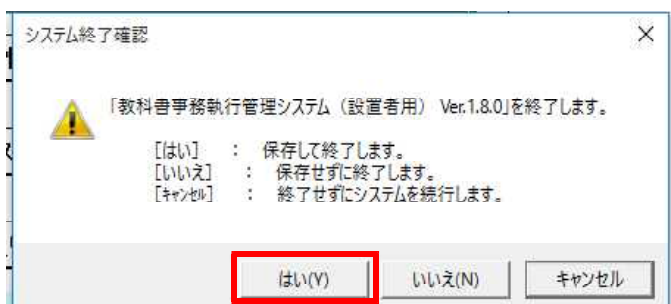 システム終了確認
「教科書事務執行管理システム（設置者用） Ver.1.8.0」を終了します。
[はい] ： 保存して終了します。
[いいえ] ： 保存せずに終了します。
[ｷｬﾝｾﾙ] ： 終了せずにシステムを続行します。
はい(Y)
いいえ(N)
キャンセル